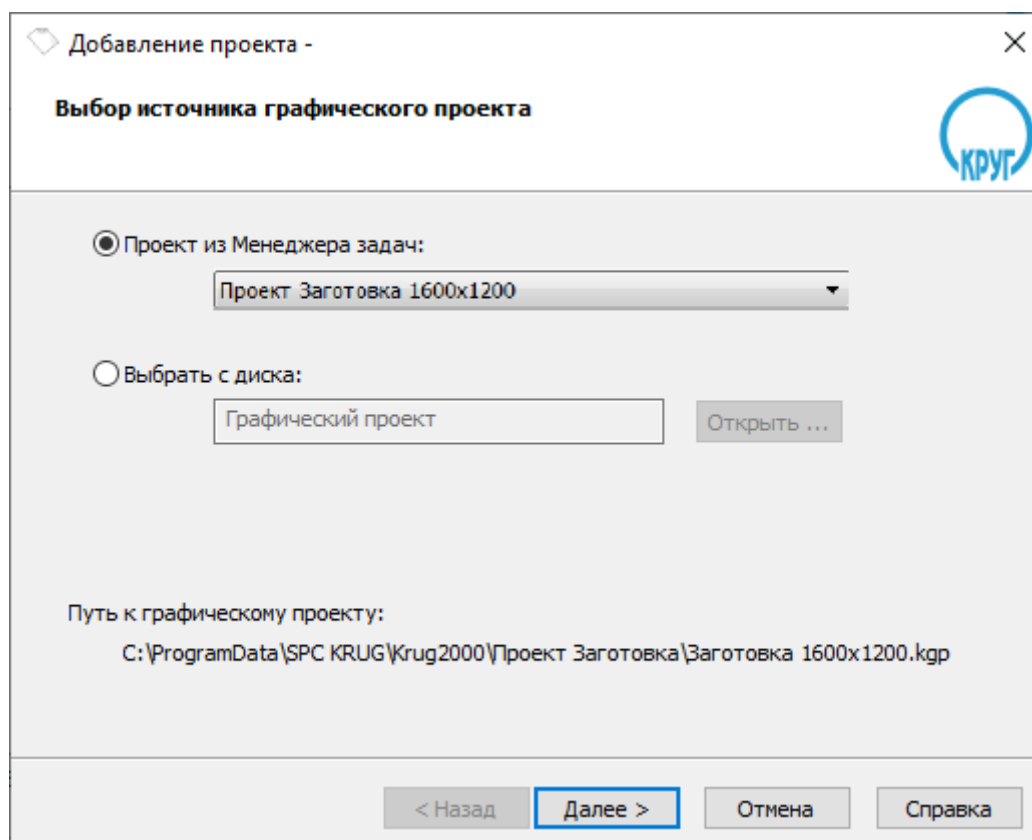 Добавление проекта -
Выбор источника графического проекта
КРУГ
Проект из Менеджера задач:
Проект Заготовка 1600x1200
Выбрать с диска:
Графический проект
Открыть ...
Путь к графическому проекту:
C:\ProgramData\SPC KRUG\Krug2000\Проект Заготовка\Заготовка 1600x1200.kgp
< Назад Далее > Отмена Справка